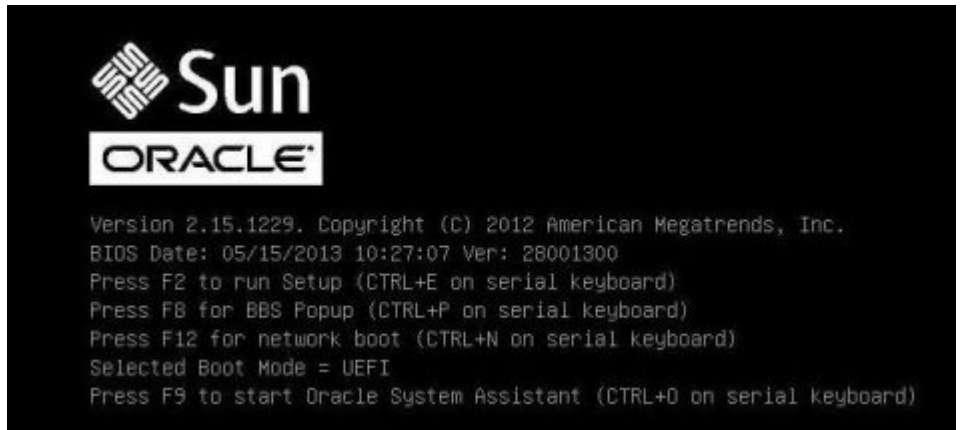 Sun
ORACLE
Version 2.15.1229. Copyright (C) 2012 American Megatrends, Inc.
BIOS Date: 05/15/2013 10:27:07 Ver: 28001300
Press F2 to run Setup (CTRL+E on serial keyboard)
Press F8 for BBS Popup (CTRL+P on serial keyboard)
Press F12 for network boot (CTRL+N on serial keyboard)
Selected Boot Mode = UEFI
Press F9 to start Oracle System Assistant (CTRL+O on serial keyboard)